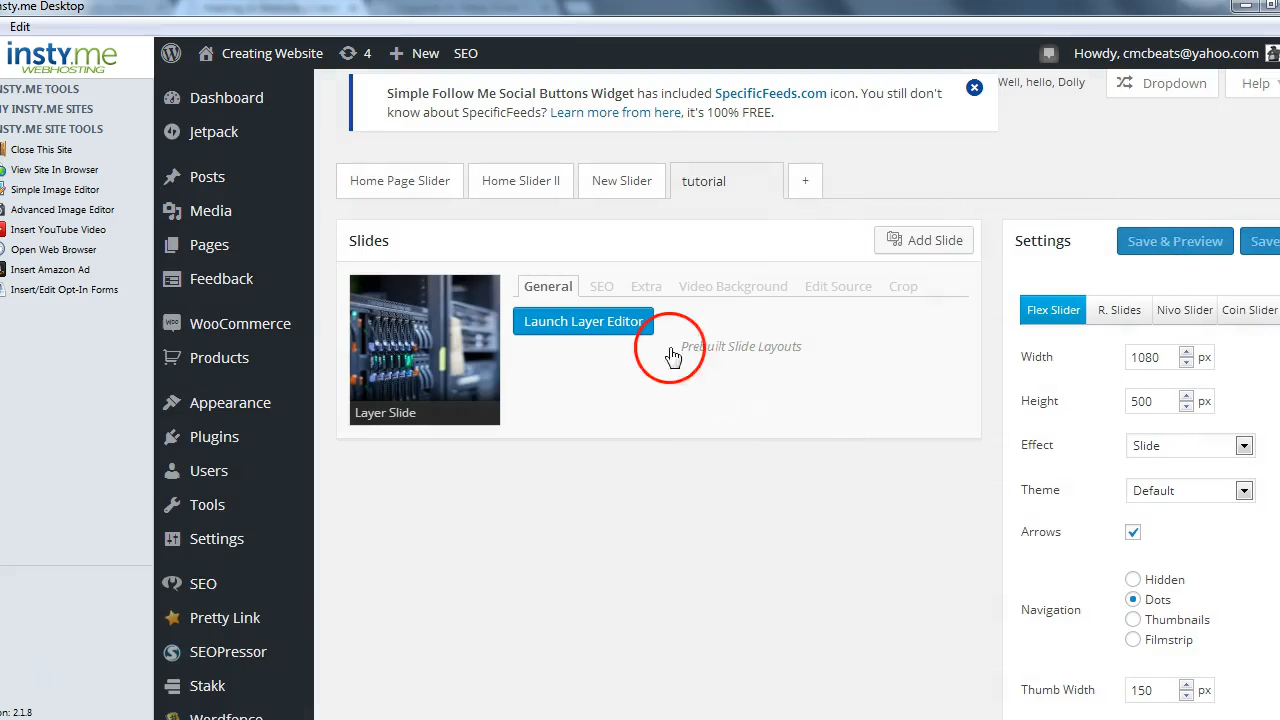 nsty.me Desktop
Edit
insty.me
WEBHOSTING
INSTY.ME TOOLS
MY INSTY.ME SITES
INSTY.ME SITE TOOLS
Close This Site
View Site In Browser
Simple Image Editor
Advanced Image Editor
Insert YouTube Video
Open Web Browser
Insert Amazon Ad
Insert/Edit Opt-In Forms
on: 2.1.8
Creating Website
4
New
SEO
Howdy, cmcbeats@yahoo.com
Dashboard
Jetpack
Posts
Media
Pages
Feedback
WooCommerce
Products
Appearance
Plugins
Users
Tools
Settings
SEO
Pretty Link
SEOPressor
Stakk
Wordfence
Simple Follow Me Social Buttons Widget has included SpecificFeeds.com icon. You still don't
know about SpecificFeeds? Learn more from here, it's 100% FREE.
Well, hello, Dolly
Dropdown
Help
Home Page Slider
Home Slider II
New Slider
tutorial
+
Slides
Add Slide
Layer Slide
General
SEO
Extra
Video Background
Edit Source
Crop
Launch Layer Editor
Prebuilt Slide Layouts
Settings
Save & Preview
Save
Flex Slider
R. Slides
Nivo Slider
Coin Slider
Width
1080
px
Height
500
px
Effect
Slide
Theme
Default
Arrows
Navigation
Hidden
Dots
Thumbnails
Filmstrip
Thumb Width
150
px